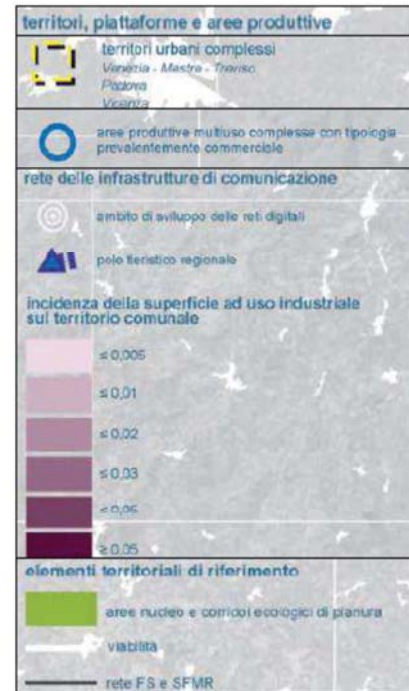 territori, piattaforme e aree produttive
territori urbani complessi
Venezia - Mestre - Treviso
Padova
Vicenza
aree produttive multiuso complesse con tipologia
prevalentemente commerciale
rete delle infrastrutture di comunicazione
ambito di sviluppo delle reti digitali
polo fieristico regionale
incidenza della superficie ad uso industriale
sul territorio comunale
≤ 0,005
≤ 0,01
≤ 0,02
≤ 0,03
≤ 0,05
≥ 0,05
elementi territoriali di riferimento
aree nucleo e corridoi ecologici di pianura
viabilità
rete FS e SFMR